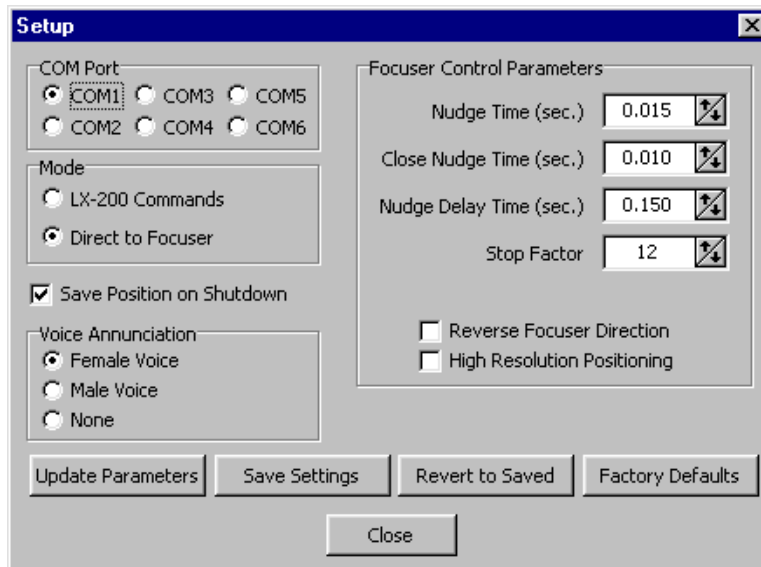 Setup
COM Port
COM1 COM3 COM5
COM2 COM4 COM6
Mode
LX-200 Commands
Direct to Focuser
Save Position on Shutdown
Voice Annunciation
Female Voice
Male Voice
None
Focuser Control Parameters
Nudge Time (sec.) 0.015
Close Nudge Time (sec.) 0.010
Nudge Delay Time (sec.) 0.150
Stop Factor 12
Reverse Focuser Direction
High Resolution Positioning
Update Parameters Save Settings Revert to Saved Factory Defaults
Close